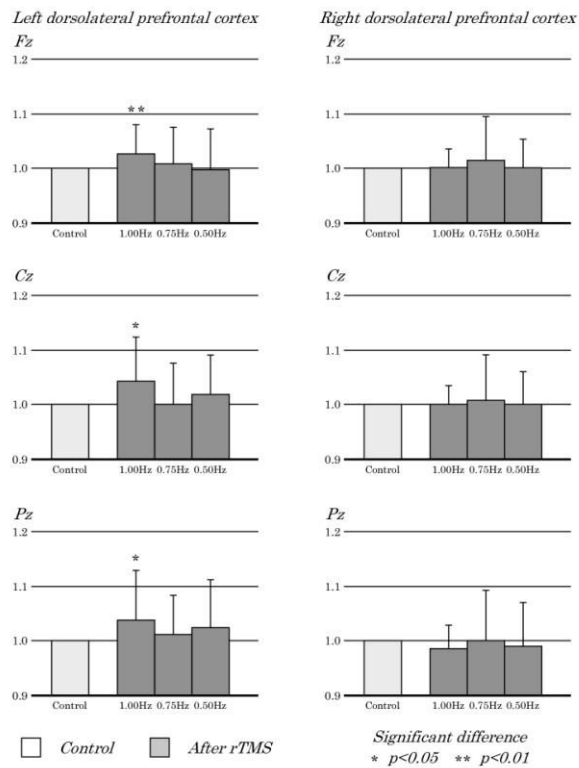 Left dorsolateral prefrontal cortex
Right dorsolateral prefrontal cortex
Fz
1.2
1.1
**
1.0
0.9
Control 1.00Hz 0.75Hz 0.50Hz
Fz
1.2
1.1
1.0
0.9
Control 1.00Hz 0.75Hz 0.50Hz
Cz
1.2
1.1
*
1.0
0.9
Control 1.00Hz 0.75Hz 0.50Hz
Cz
1.2
1.1
1.0
0.9
Control 1.00Hz 0.75Hz 0.50Hz
Pz
1.2
*
1.1
1.0
0.9
Control 1.00Hz 0.75Hz 0.50Hz
Pz
1.2
1.1
1.0
0.9
Control 1.00Hz 0.75Hz 0.50Hz
Control After rTMS
Significant difference
* p<0.05 ** p<0.01